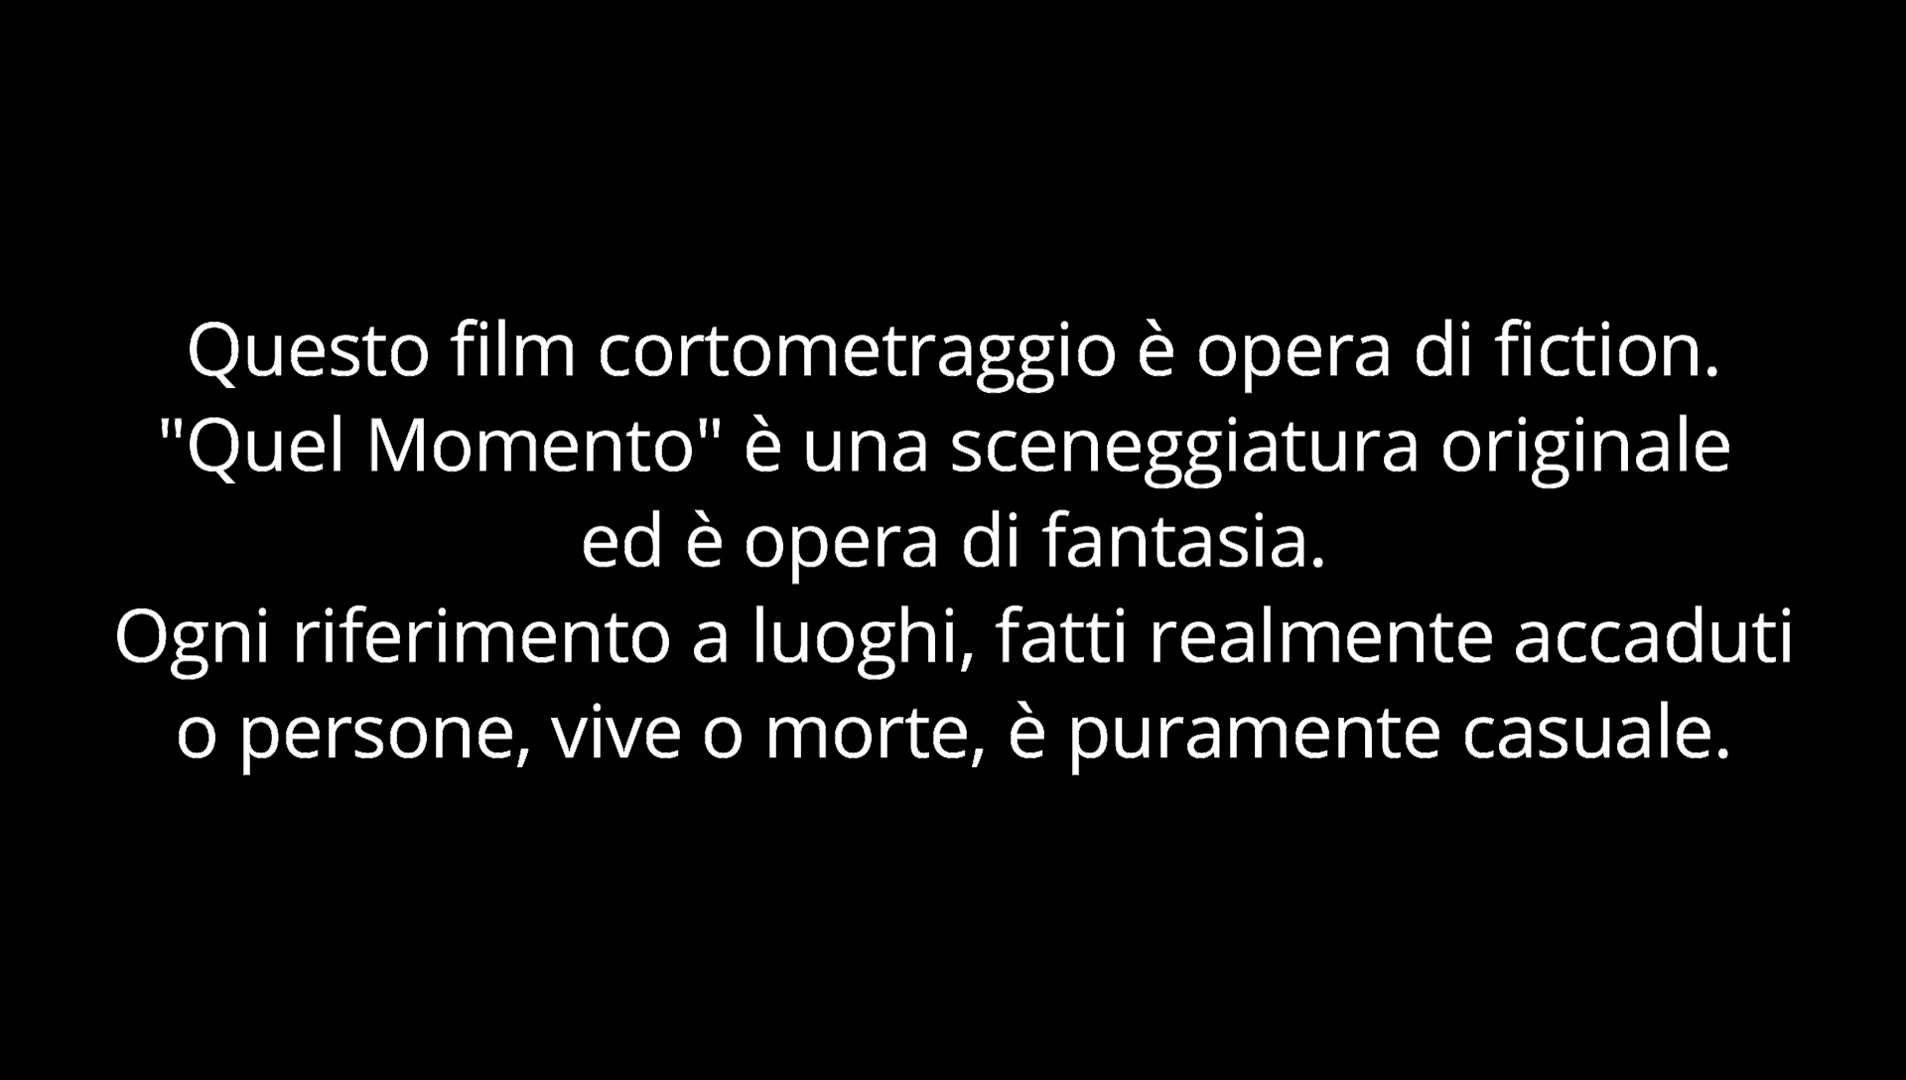 Questo film cortometraggio è opera di fiction.
"Quel Momento" è una sceneggiatura originale
ed è opera di fantasia.
Ogni riferimento a luoghi, fatti realmente accaduti
o persone, vive o morte, è puramente casuale.